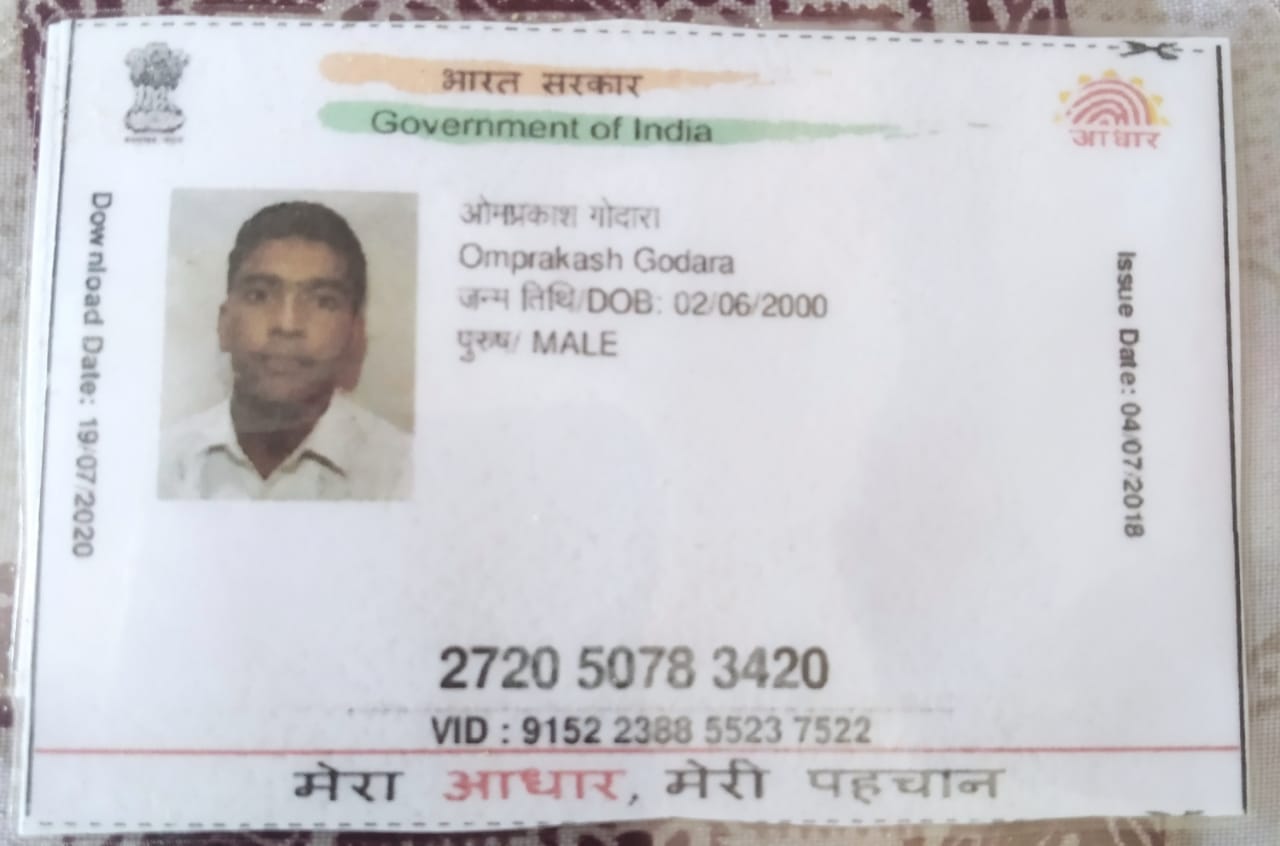 भारत सरकार
Government of India
आधार
Download Date: 19/07/2020
ओमप्रकाश गोदारा
Omprakash Godara
जन्म तिथि/DOB: 02/06/2000
पुरुष/ MALE
Issue Date: 04/07/2018
2720 5078 3420
VID : 9152 2388 5523 7522
मेरा आधार, मेरी पहचान